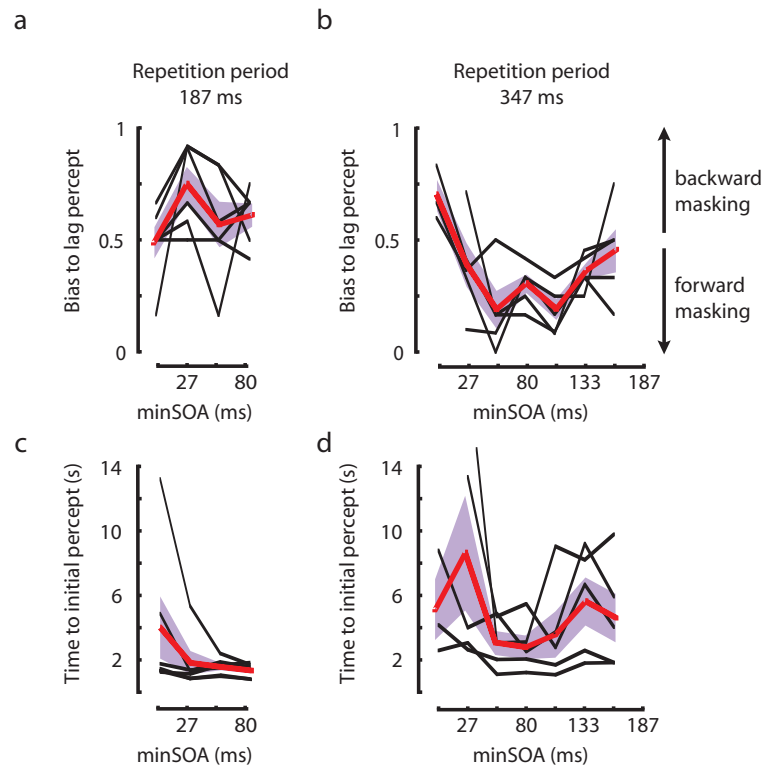 a
Repetition period
187 ms
1
0.5
0
Bias to lag percept
27 80
minSOA (ms)
b
Repetition period
347 ms
1
0.5
0
Bias to lag percept
27 80 133 187
minSOA (ms)
backward
masking
forward
masking
c
14
10
6
2
Time to initial percept (s)
27 80
minSOA (ms)
d
14
10
6
2
Time to initial percept (s)
27 80 133 187
minSOA (ms)